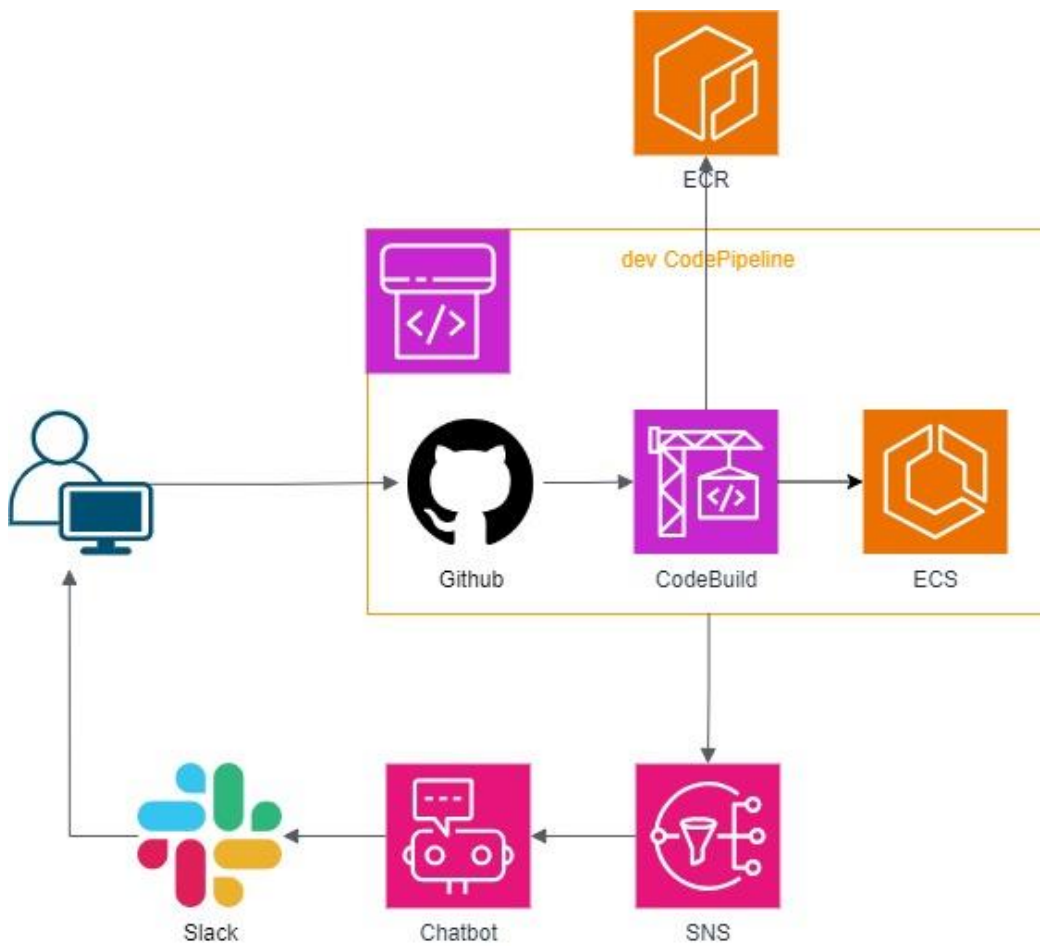 ECR
dev CodePipeline
</>
</>
Github
CodeBuild
ECS
Slack
Chatbot
SNS